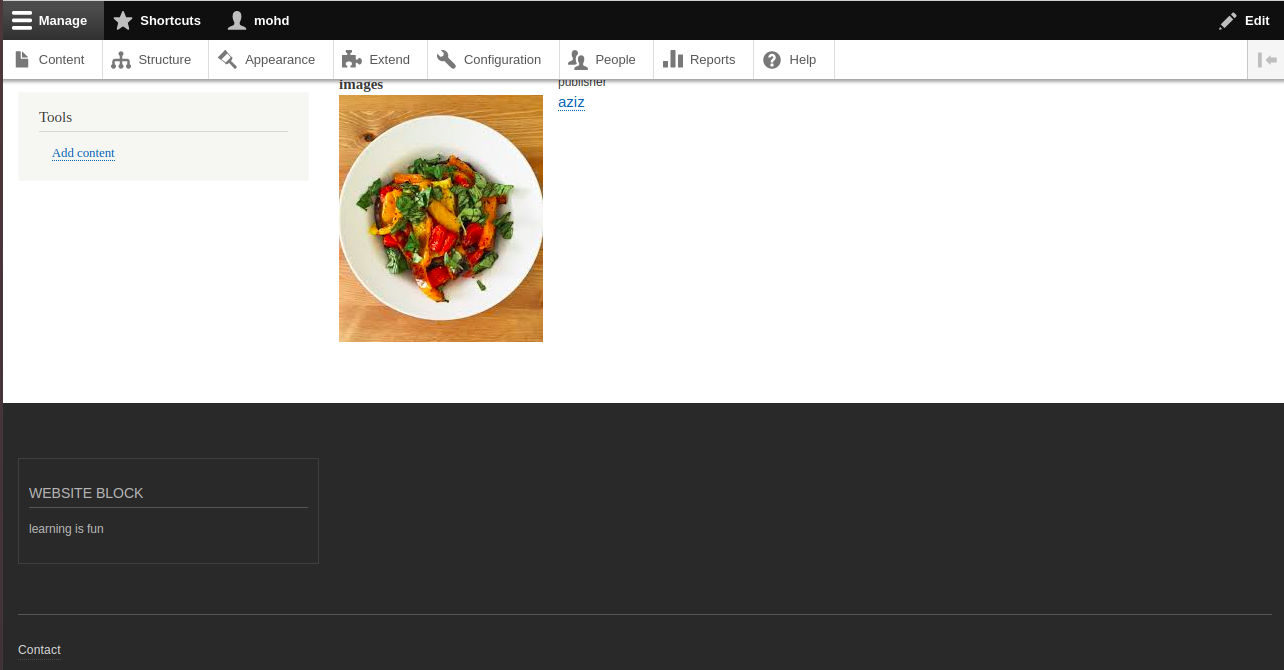 Manage Shortcuts mohd Edit
Content Structure Appearance Extend Configuration People Reports Help
images
publisher
aziz
Tools
Add content
WEBSITE BLOCK
learning is fun
Contact